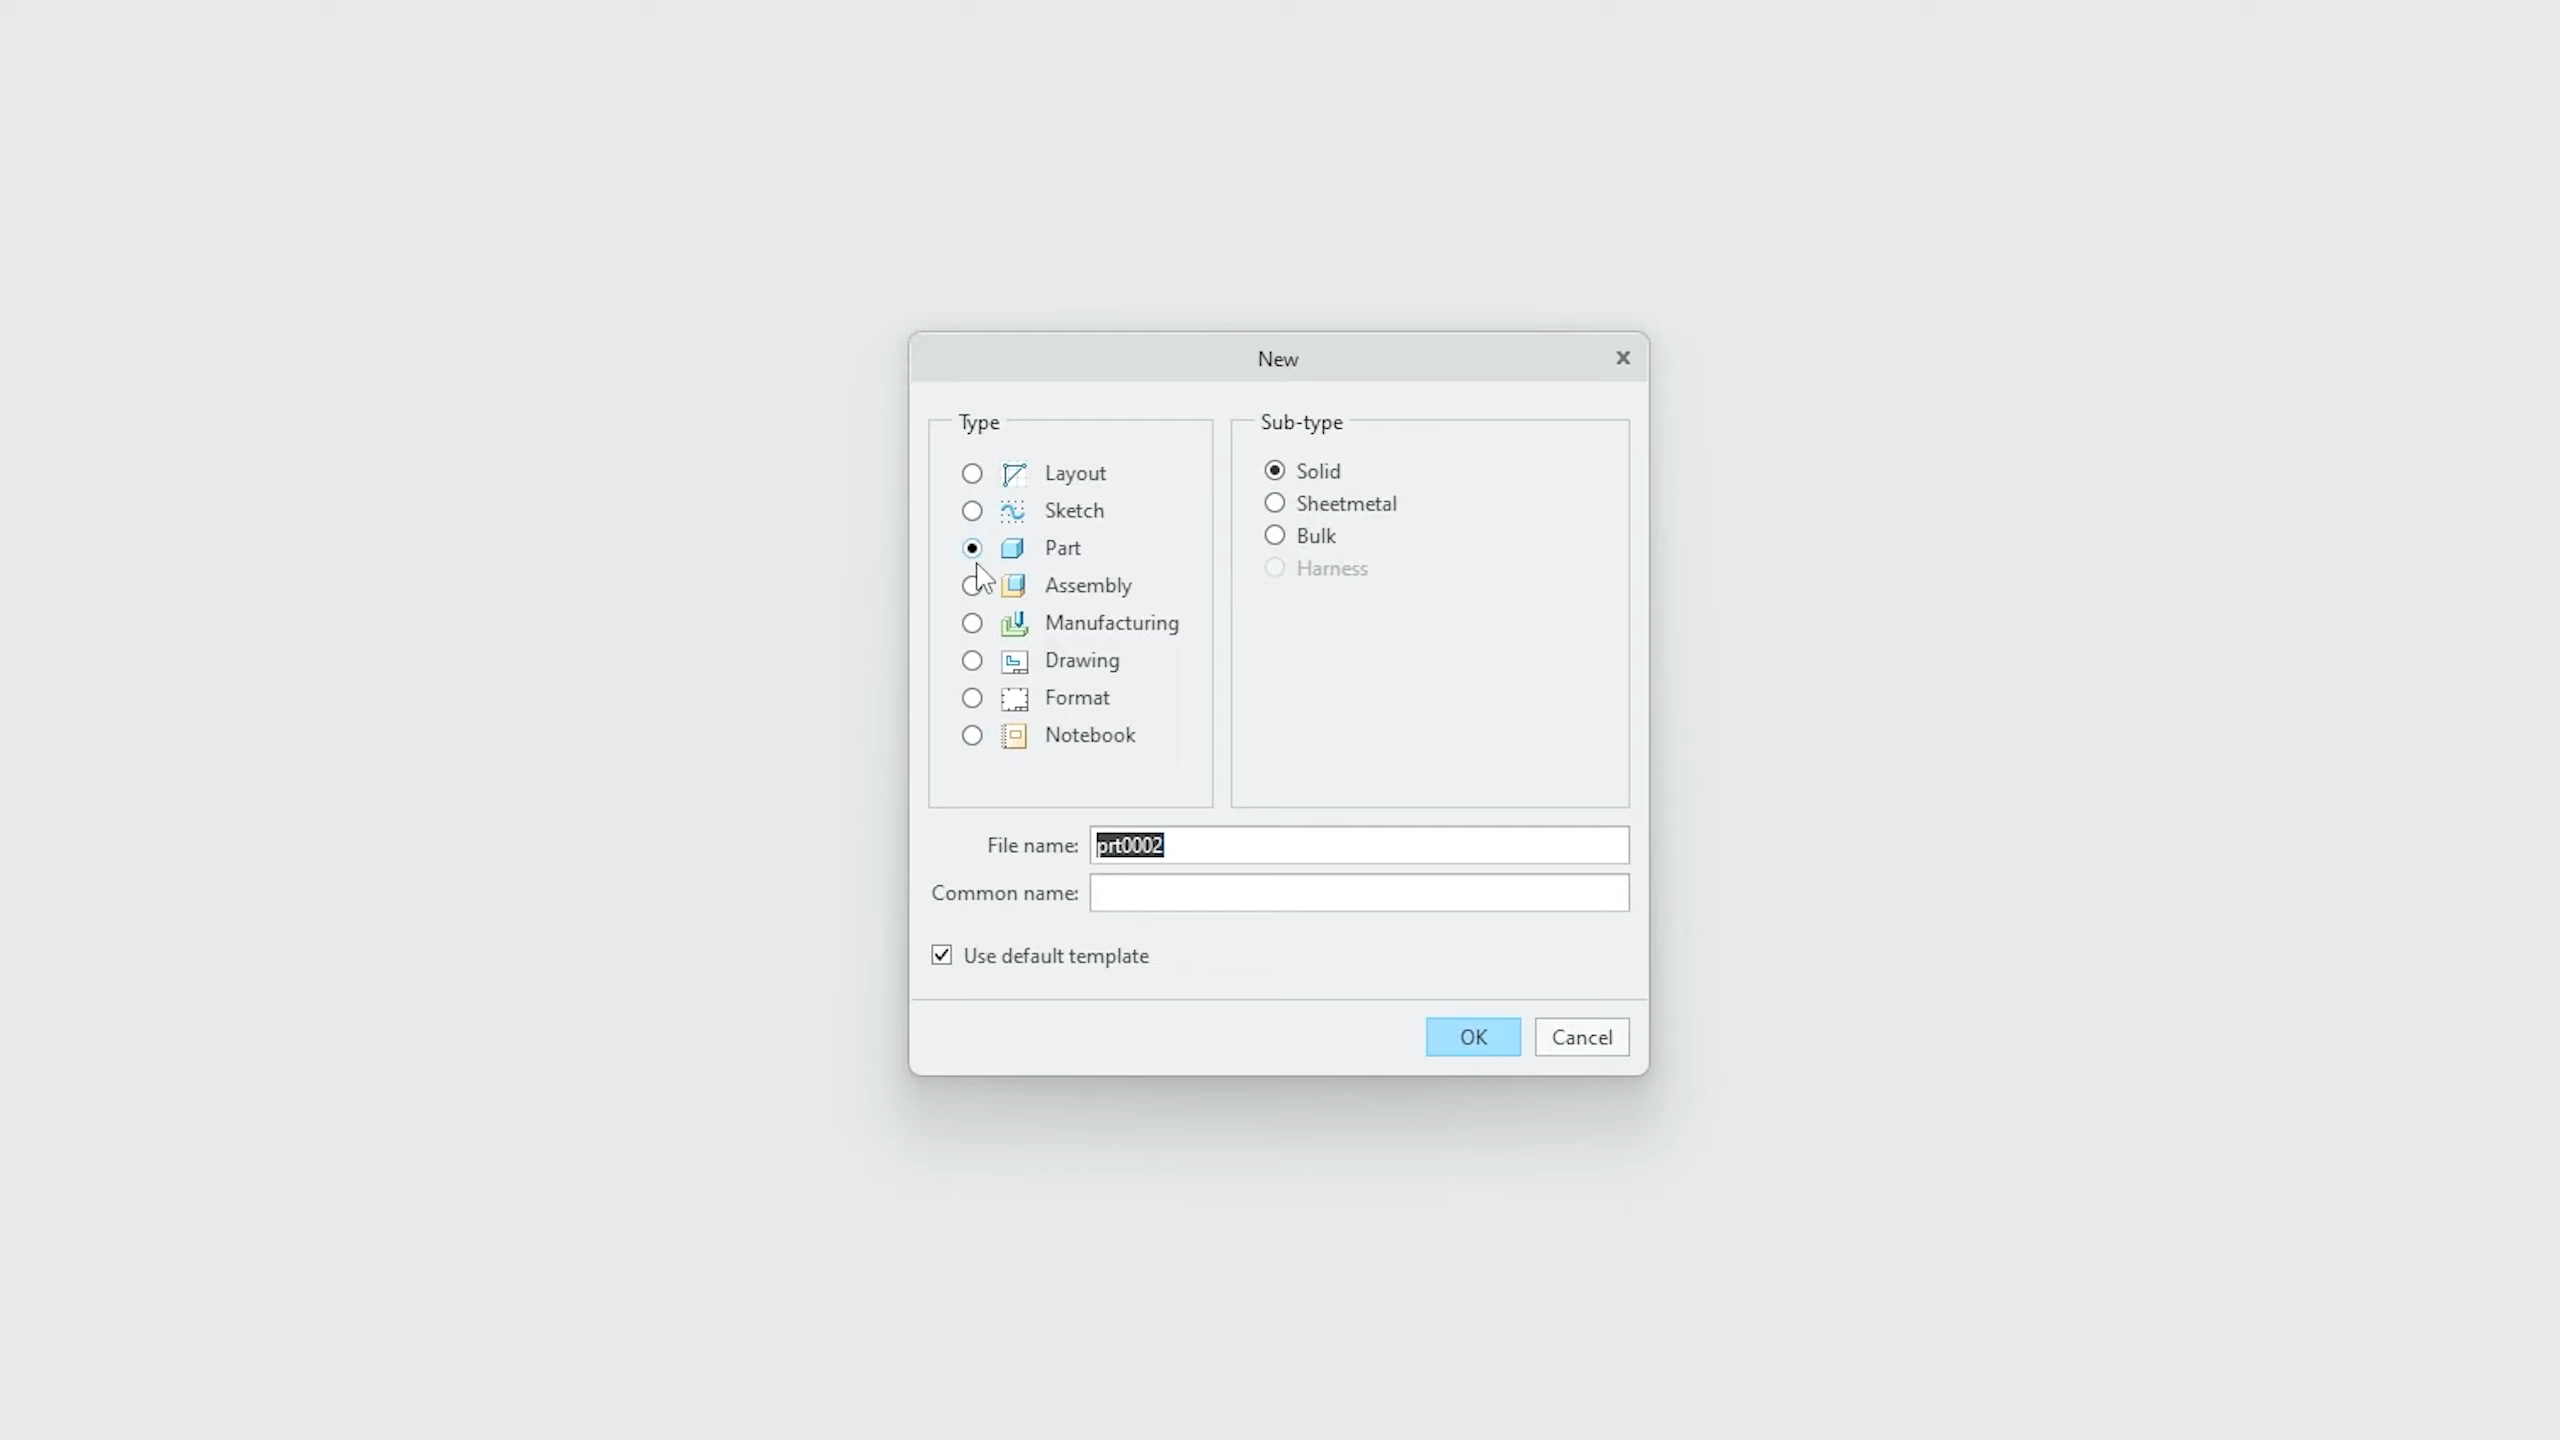 New
x
Type
Layout
Sketch
Part
Assembly
Manufacturing
Drawing
Format
Notebook
Sub-type
Solid
Sheetmetal
Bulk
Harness
File name: prt0002
Common name:
Use default template
OK Cancel